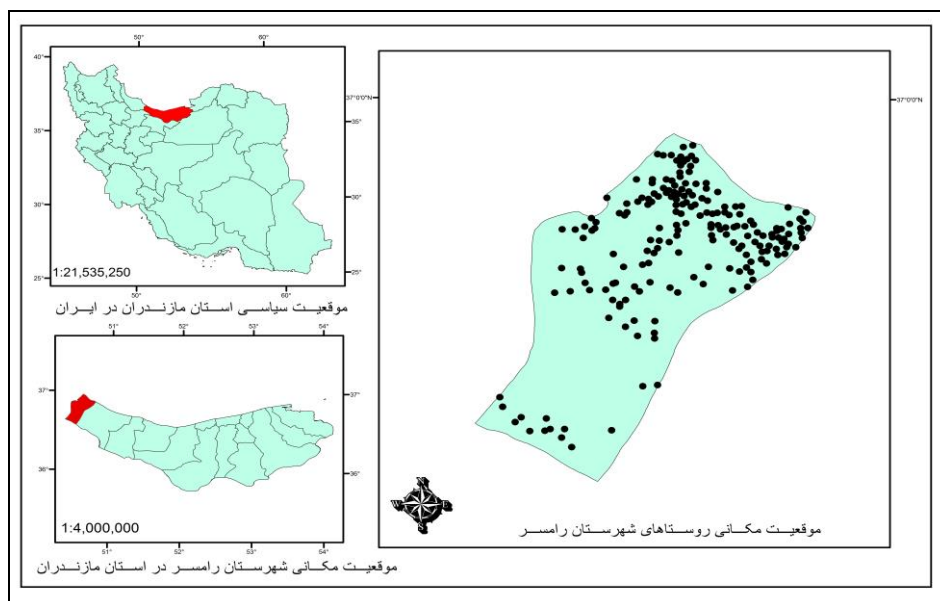 50° 60°
40°
35° 35°
30° 30°
25° 25°
1:21,535,250
50° 60°
موقعیت سیاسی استان مازندران در ایران
51° 52° 53° 54°
37° 37°
36° 36°
1:4,000,000
51° 52° 53° 54°
موقعیت مکانی شهرستان رامسر در استان مازندران
37°0'0"N 37°0'0"N
موقعیت مکانی روستاهای شهرستان رامسر